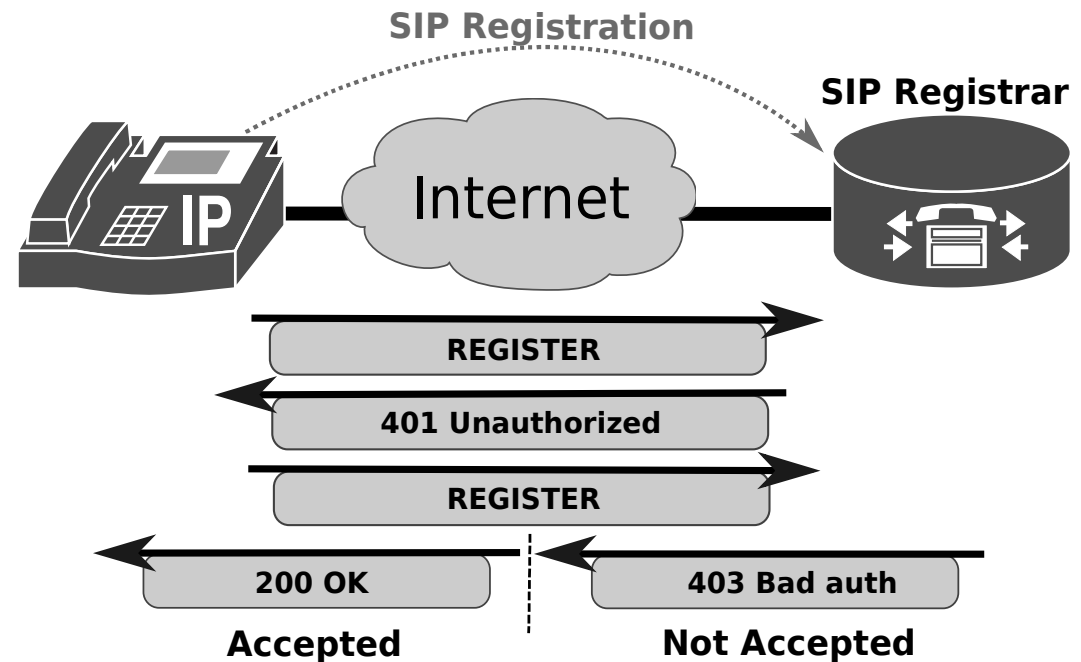 SIP Registration
SIP Registrar
IP
Internet
REGISTER
401 Unauthorized
REGISTER
200 OK
403 Bad auth
Accepted
Not Accepted